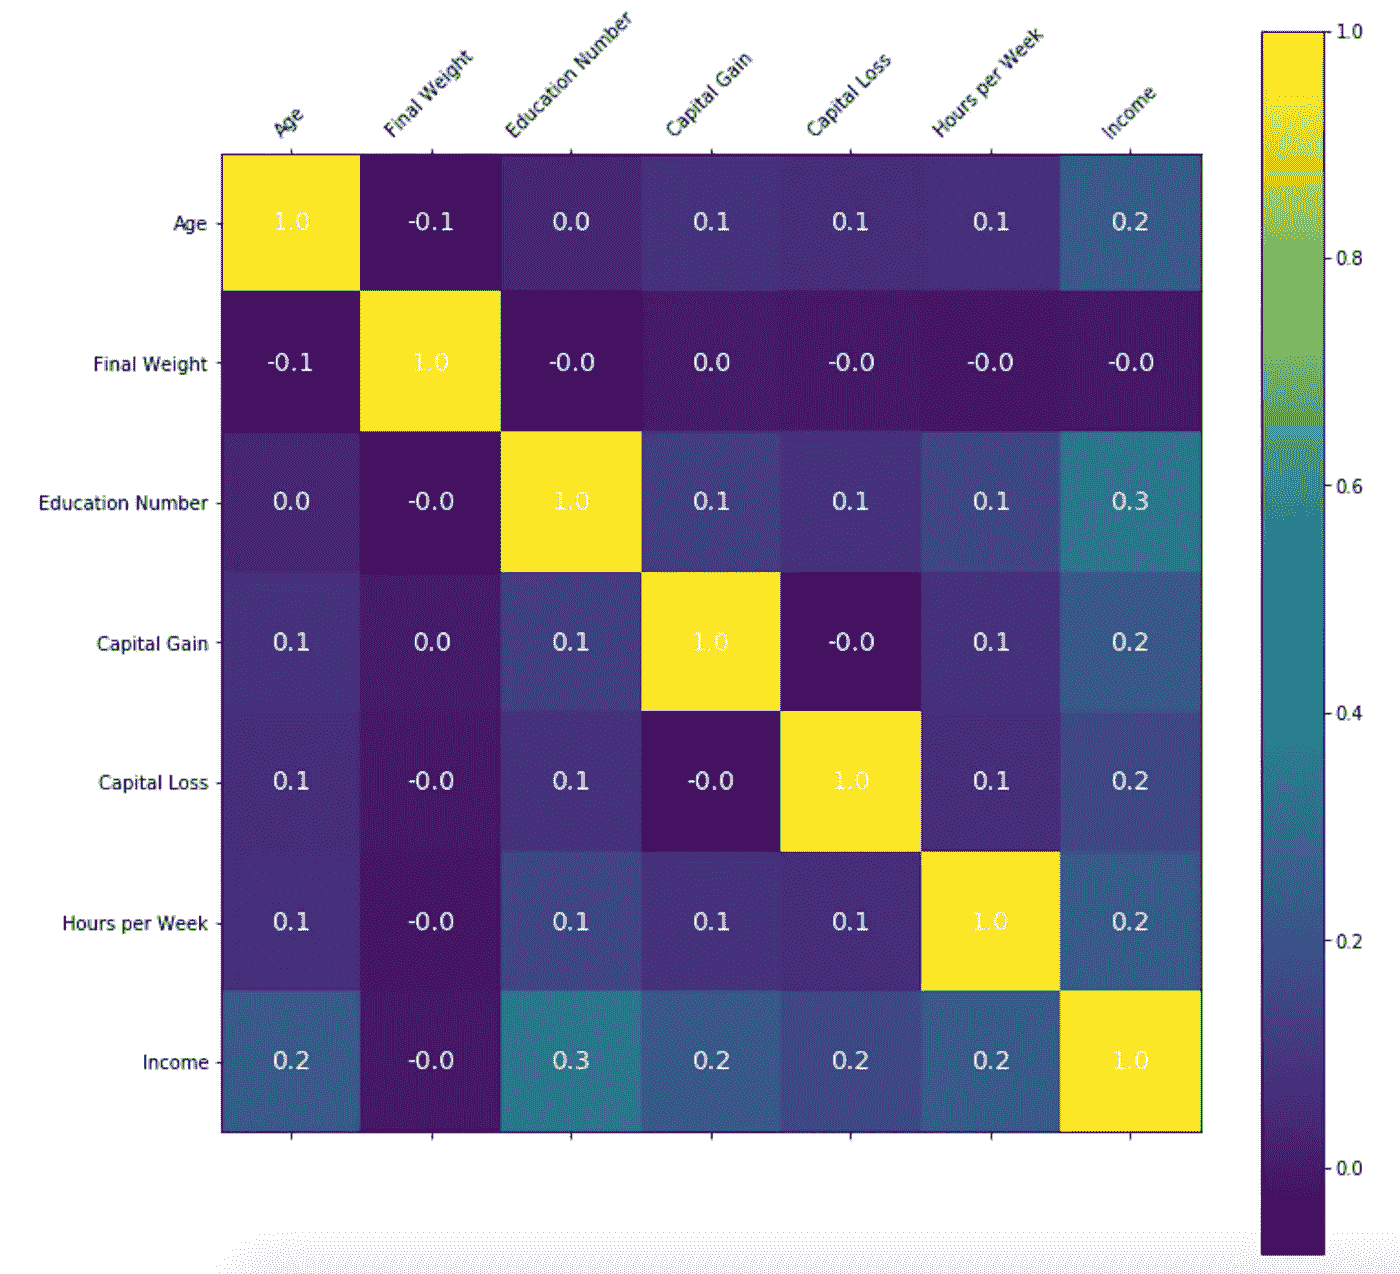 Age
Final Weight
Education Number
Capital Gain
Capital Loss
Hours per Week
Income
Age 1.0 -0.1 0.0 0.1 0.1 0.1 0.2
Final Weight -0.1 1.0 -0.0 0.0 -0.0 -0.0 -0.0
Education Number 0.0 -0.0 1.0 0.1 0.1 0.1 0.3
Capital Gain 0.1 0.0 0.1 1.0 -0.0 0.1 0.2
Capital Loss 0.1 -0.0 0.1 -0.0 1.0 0.1 0.2
Hours per Week 0.1 -0.0 0.1 0.1 0.1 1.0 0.2
Income 0.2 -0.0 0.3 0.2 0.2 0.2 1.0
1.0
0.8
0.6
0.4
0.2
0.0